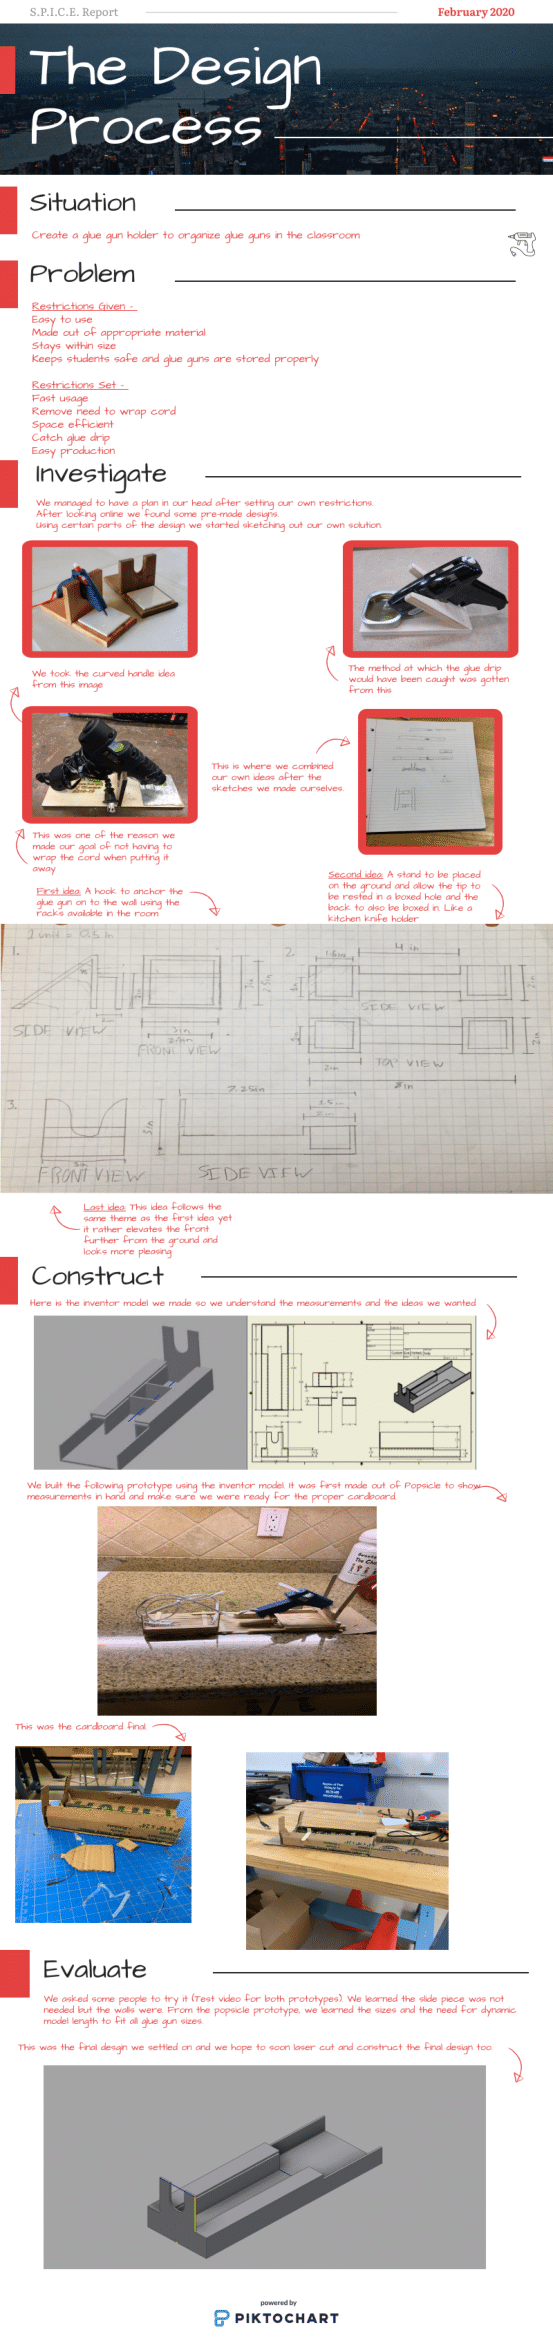 S.P.I.C.E. Report
February 2020
The Design
Process
Situation
Create a glue gun holder to organize glue guns in the classroom
Problem
Restrictions Given -
Easy to use
Made out of appropriate material
Stays within size
Keeps students safe and glue guns are stored properly
Restrictions Set -
Fast usage
Remove need to wrap cord
Space efficient
Catch glue drip
Easy production
Investigate
We managed to have a plan in our head after setting our own restrictions.
After looking online we found some pre-made designs.
Using certain parts of the design we started sketching out our own solution.
We took the curved handle idea
from this image
The method at which the glue drip
would have been caught was gotten
from this
This is where we combined
our own ideas after the
sketches we made ourselves.
This was one of the reason we
made our goal of not having to
wrap the cord when putting it
away
First idea: A hook to anchor the
glue gun on to the wall using the
racks available in the room
Second idea: A stand to be placed
on the ground and allow the tip to
be rested in a boxed hole and the
back to also be boxed in. Like a
kitchen knife holder
1 unit = 0.5 in
1.
2.
4 in
SIDE VIEW
FRONT VIEW
SIDE VIEW
TOP VIEW
2in
8in
3.
7.25in
3in
FRONT VIEW
SIDE VIEW
Last idea: This idea follows the
same theme as the first idea yet
it rather elevates the front
further from the ground and
looks more pleasing
Construct
Here is the inventor model we made so we understand the measurements and the ideas we wanted
We built the following prototype using the inventor model. It was first made out of Popsicle to show
measurements in hand and make sure we were ready for the proper cardboard.
This was the cardboard final.
Evaluate
We asked some people to try it (Test video for both prototypes). We learned the slide piece was not
needed but the walls were. From the popsicle prototype, we learned the sizes and the need for dynamic
model length to fit all glue gun sizes.
This was the final desgin we settled on and we hope to soon laser cut and construct the final design too.
powered by
PIKTOCHART